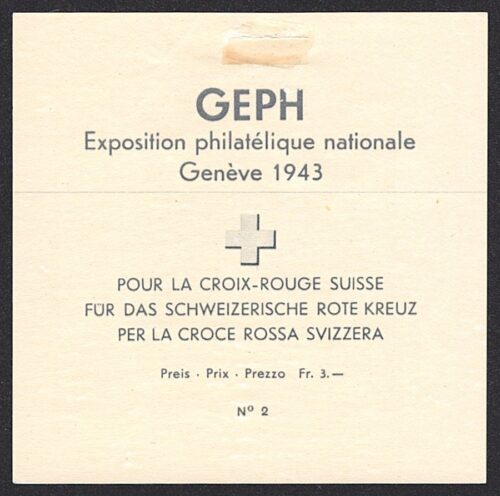 GEPH
Exposition philatélique nationale
Genève 1943
POUR LA CROIX-ROUGE SUISSE
FÜR DAS SCHWEIZERISCHE ROTE KREUZ
PER LA CROCE ROSSA SVIZZERA
Preis · Prix · Prezzo Fr. 3.—
Nº 2